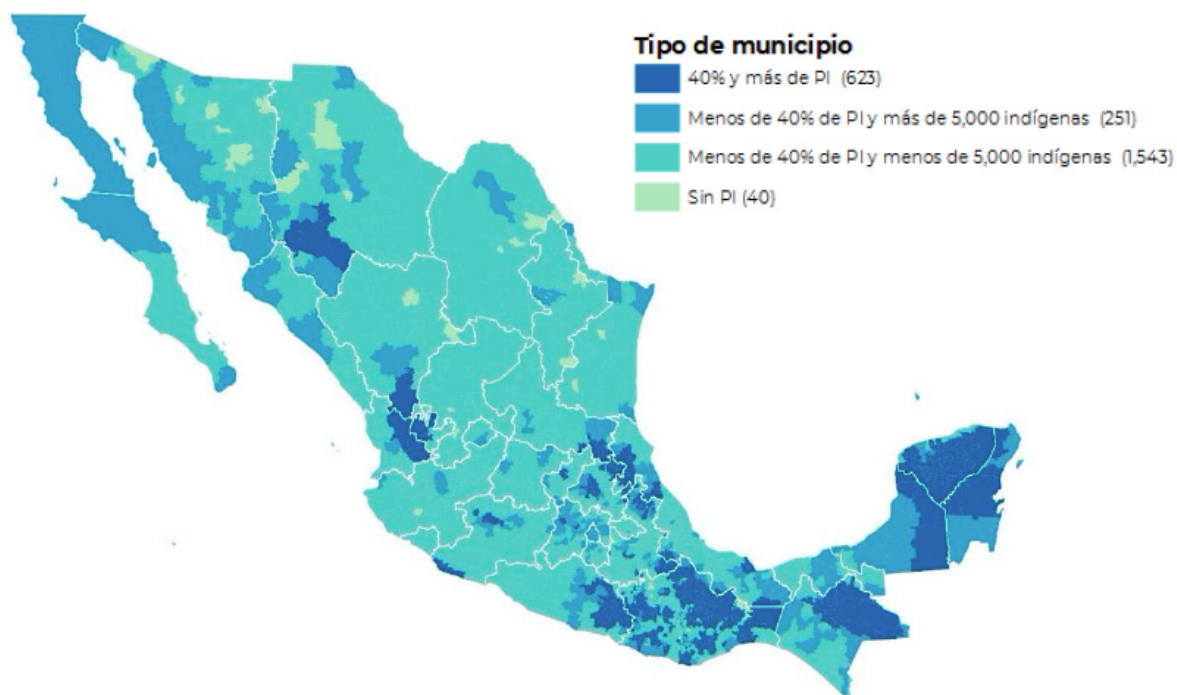 Tipo de municipio
40% y más de PI (623)
Menos de 40% de PI y más de 5,000 indígenas (251)
Menos de 40% de PI y menos de 5,000 indígenas (1,543)
Sin PI (40)